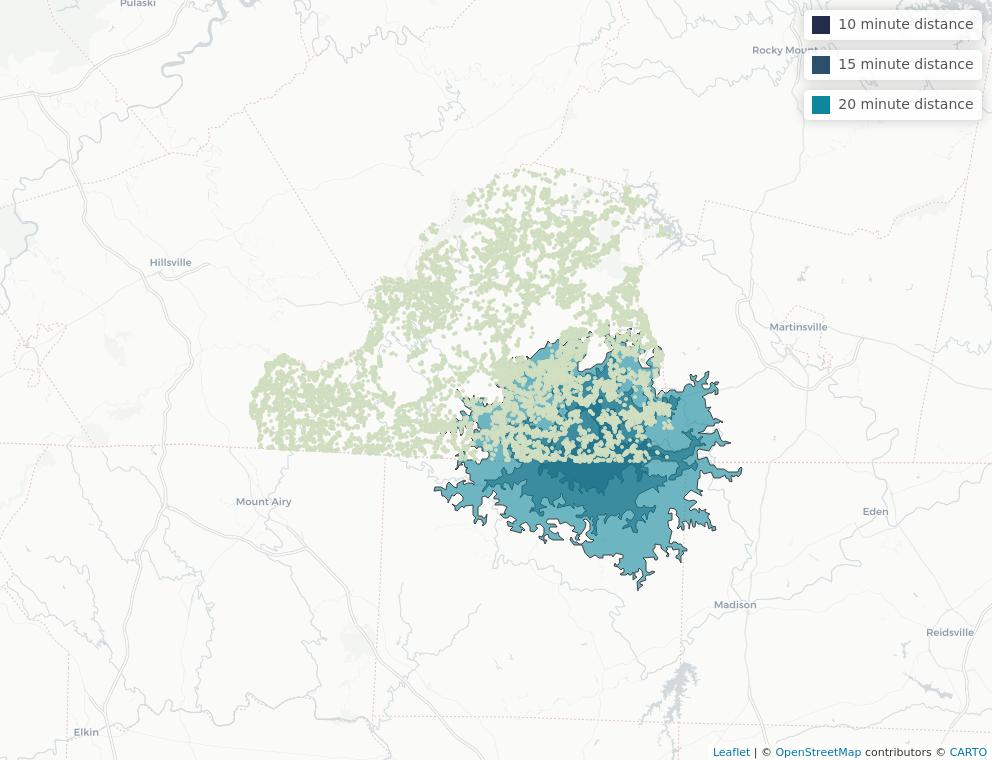 Pulaski
10 minute distance
Rocky Mount
15 minute distance
20 minute distance
Hillsville
Martinsville
Mount Airy
Eden
Madison
Reidsville
Elkin
Leaflet | © OpenStreetMap contributors © CARTO